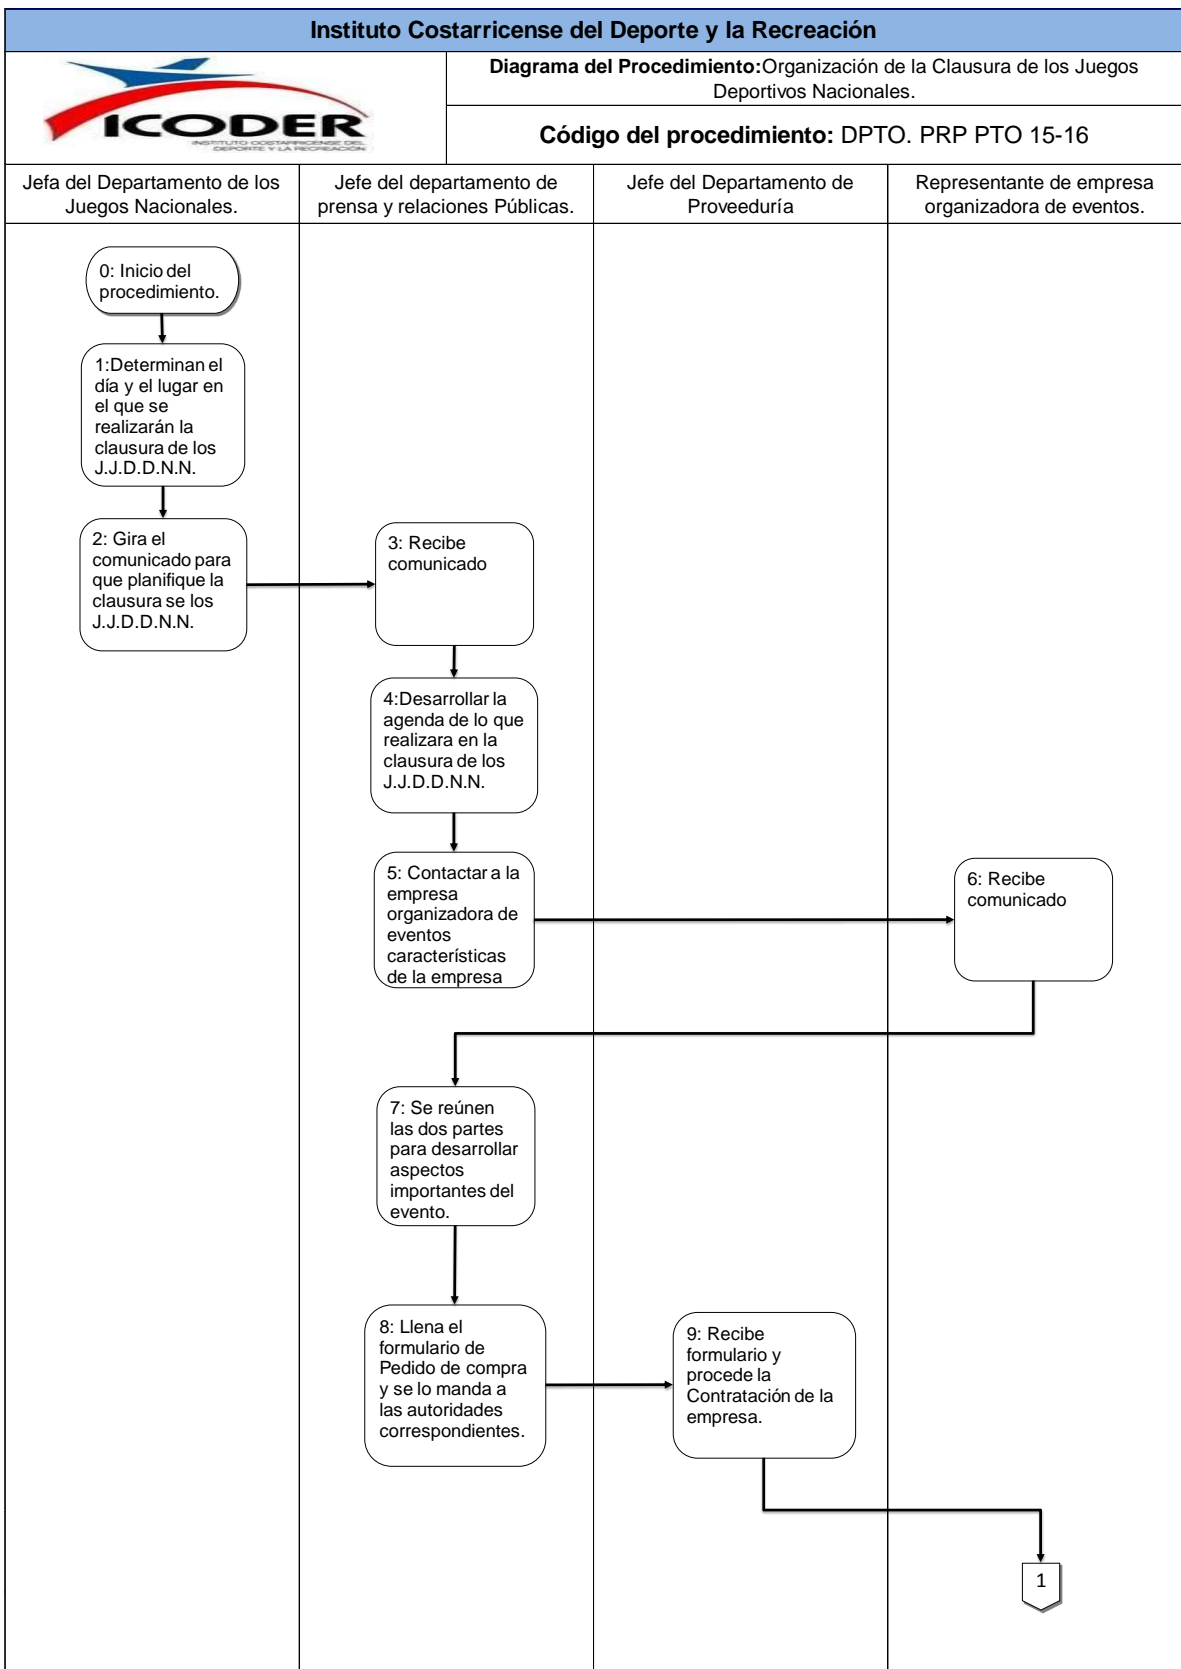 Instituto Costarricense del Deporte y la Recreación
ICODER
INSTITUTO COSTARRICENSE DEL
DEPORTE Y LA RECREACIÓN
Diagrama del Procedimiento:Organización de la Clausura de los Juegos
Deportivos Nacionales.
Código del procedimiento: DPTO. PRP PTO 15-16
Jefa del Departamento de los
Juegos Nacionales.
Jefe del departamento de
prensa y relaciones Públicas.
Jefe del Departamento de
Proveeduría
Representante de empresa
organizadora de eventos.
0: Inicio del
procedimiento.
1:Determinan el
día y el lugar en
el que se
realizarán la
clausura de los
J.J.D.D.N.N.
2: Gira el
comunicado para
que planifique la
clausura se los
J.J.D.D.N.N.
3: Recibe
comunicado
4:Desarrollar la
agenda de lo que
realizara en la
clausura de los
J.J.D.D.N.N.
5: Contactar a la
empresa
organizadora de
eventos
características
de la empresa
6: Recibe
comunicado
7: Se reúnen
las dos partes
para desarrollar
aspectos
importantes del
evento.
8: Llena el
formulario de
Pedido de compra
y se lo manda a
las autoridades
correspondientes.
9: Recibe
formulario y
procede la
Contratación de la
empresa.
1